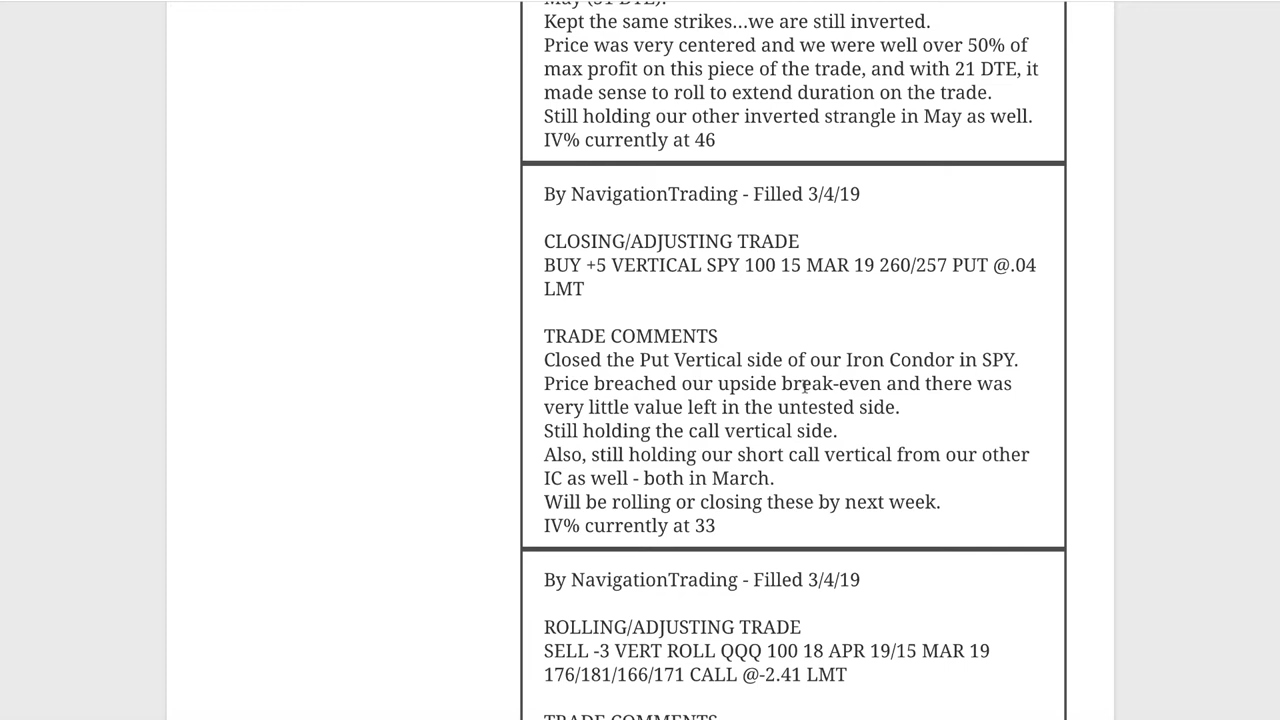 May (51 DTE).
Kept the same strikes...we are still inverted.
Price was very centered and we were well over 50% of
max profit on this piece of the trade, and with 21 DTE, it
made sense to roll to extend duration on the trade.
Still holding our other inverted strangle in May as well.
IV% currently at 46
By NavigationTrading - Filled 3/4/19
CLOSING/ADJUSTING TRADE
BUY +5 VERTICAL SPY 100 15 MAR 19 260/257 PUT @.04
LMT
TRADE COMMENTS
Closed the Put Vertical side of our Iron Condor in SPY.
Price breached our upside break-even and there was
very little value left in the untested side.
Still holding the call vertical side.
Also, still holding our short call vertical from our other
IC as well - both in March.
Will be rolling or closing these by next week.
IV% currently at 33
By NavigationTrading - Filled 3/4/19
ROLLING/ADJUSTING TRADE
SELL -3 VERT ROLL QQQ 100 18 APR 19/15 MAR 19
176/181/166/171 CALL @-2.41 LMT
TRADE COMMENTS